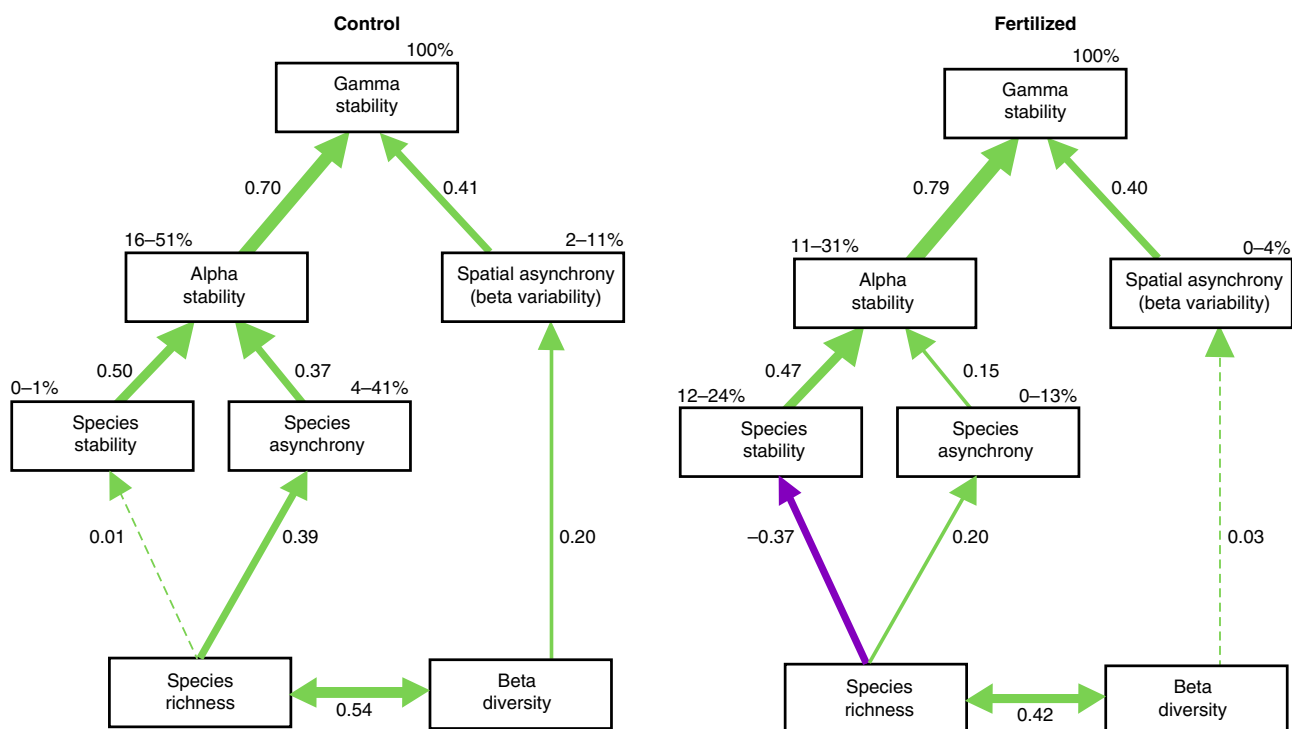 Control
100%
Gamma
stability
0.70
0.41
16–51%
Alpha
stability
2–11%
Spatial asynchrony
(beta variability)
0.50
0.37
0–1%
Species
stability
4–41%
Species
asynchrony
0.01
0.39
0.20
Species
richness
0.54
Beta
diversity
Fertilized
100%
Gamma
stability
0.79
0.40
11–31%
Alpha
stability
0–4%
Spatial asynchrony
(beta variability)
0.47
0.15
12–24%
Species
stability
0–13%
Species
asynchrony
–0.37
0.20
0.03
Species
richness
0.42
Beta
diversity